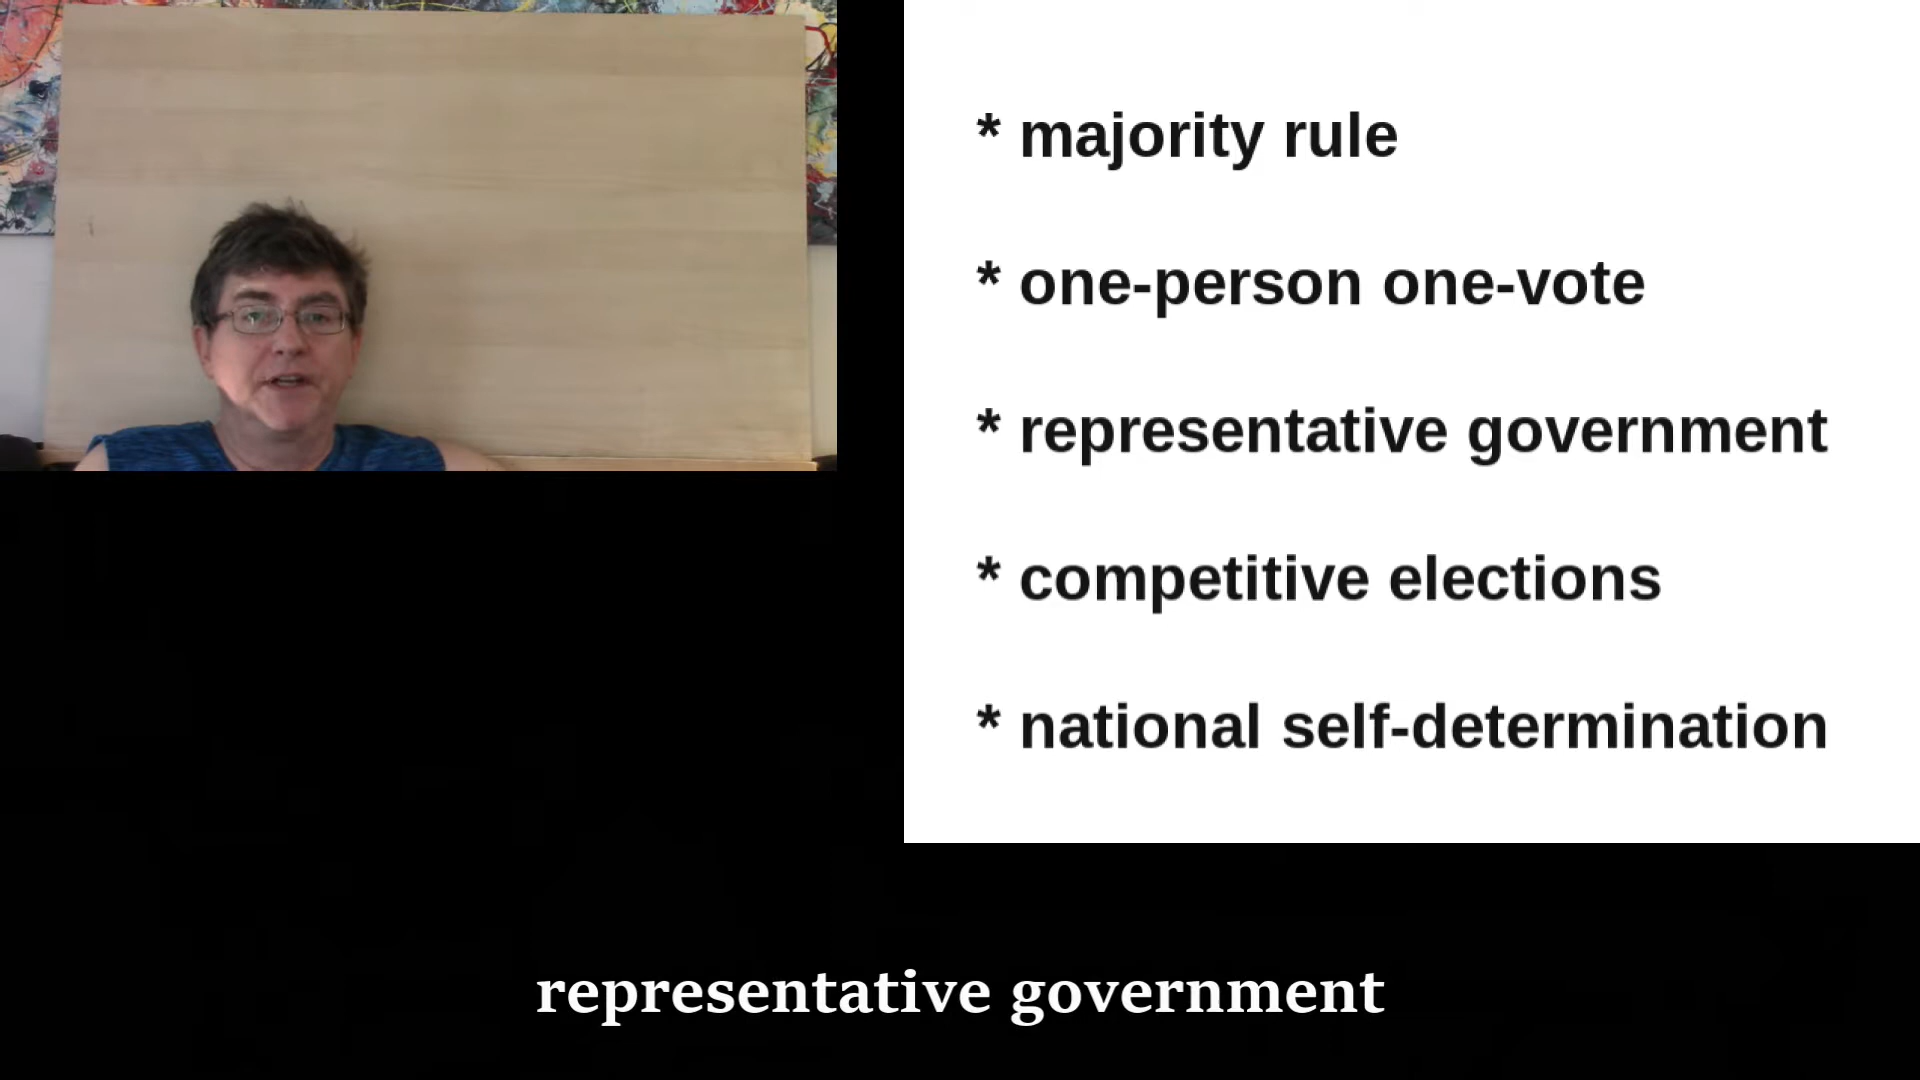 * majority rule
* one-person one-vote
* representative government
* competitive elections
* national self-determination
representative government